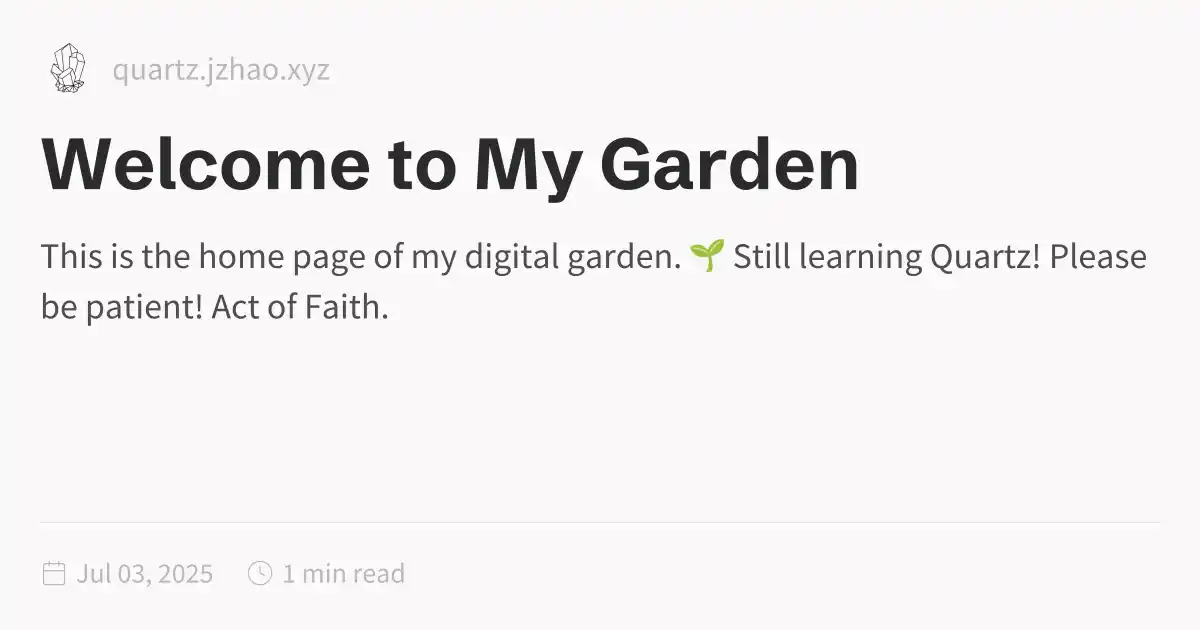 quartz.jzhao.xyz
Welcome to My Garden
This is the home page of my digital garden. 🌱 Still learning Quartz! Please
be patient! Act of Faith.
Jul 03, 2025 1 min read